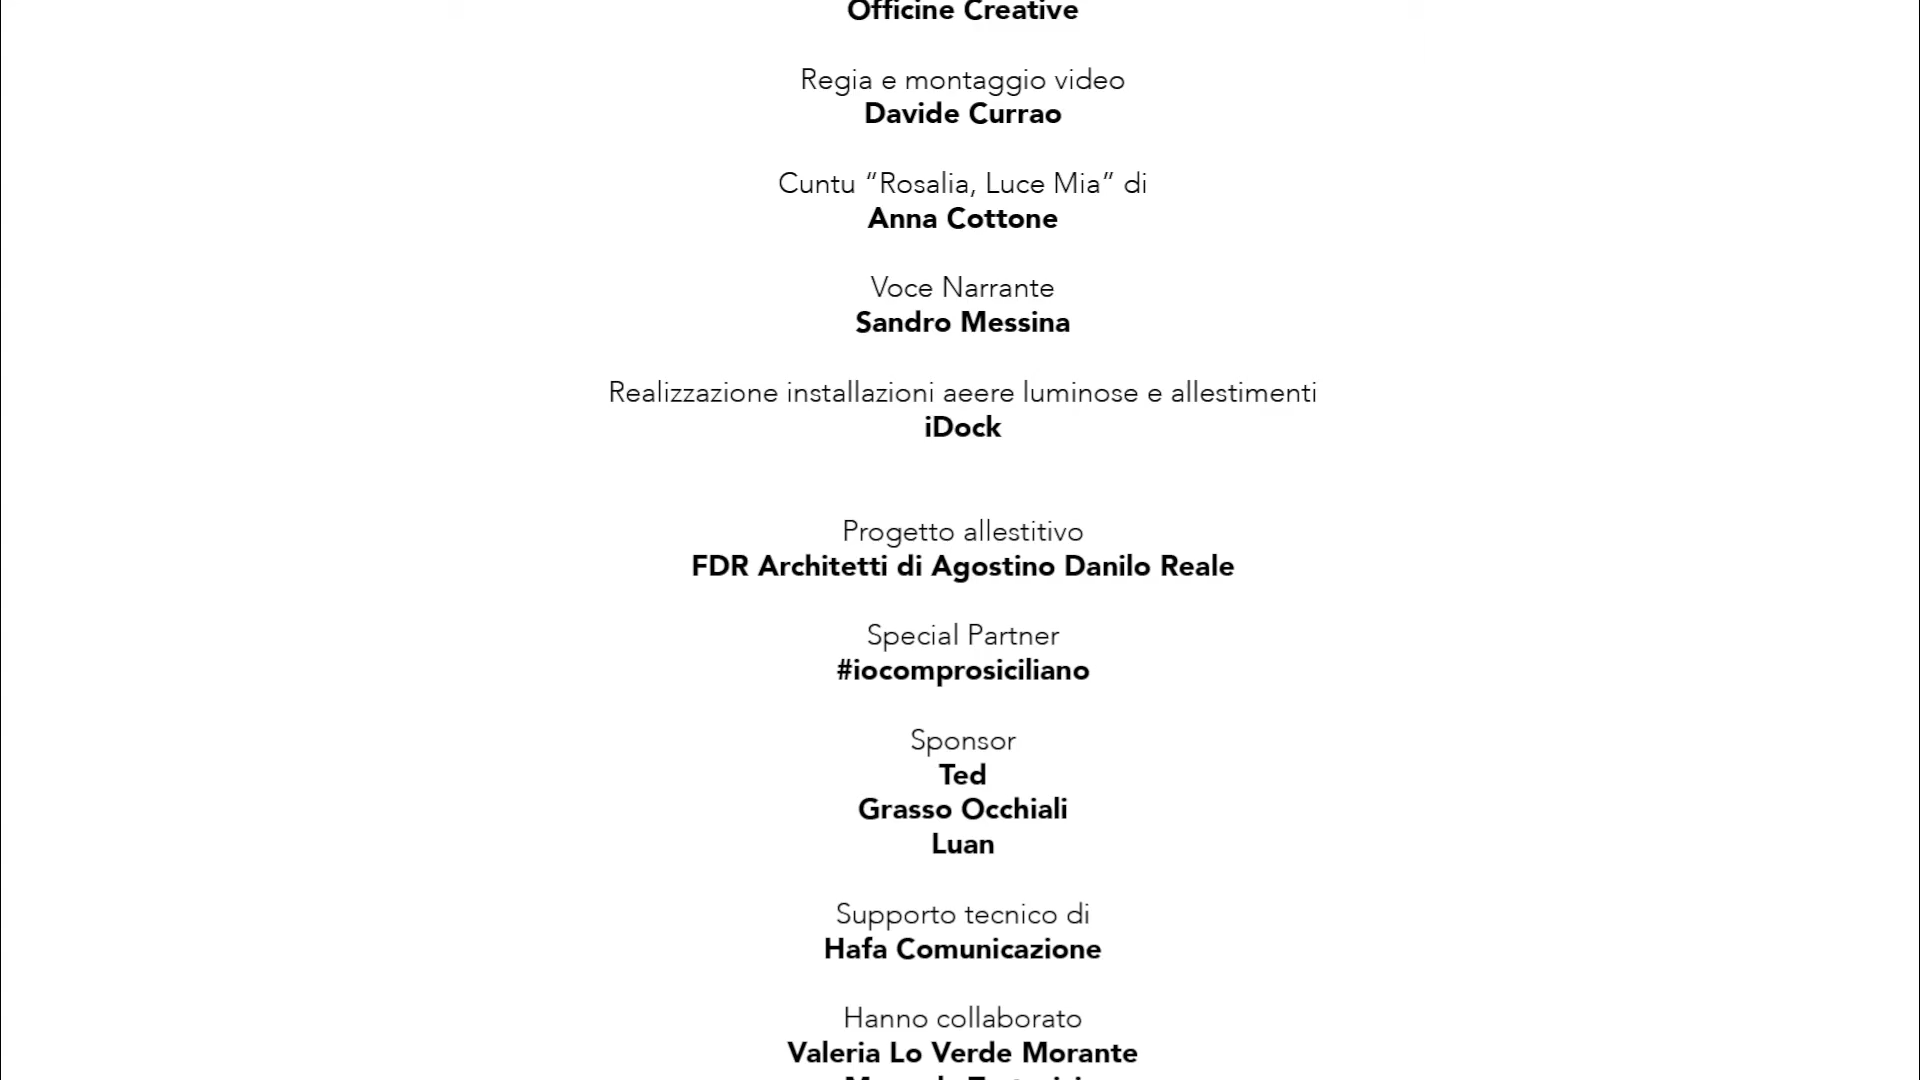 Officine Creative
Regia e montaggio video
Davide Currao
Cuntu “Rosalia, Luce Mia” di
Anna Cottone
Voce Narrante
Sandro Messina
Realizzazione installazioni aeere luminose e allestimenti
iDock
Progetto allestitivo
FDR Architetti di Agostino Danilo Reale
Special Partner
#iocomprosiciliano
Sponsor
Ted
Grasso Occhiali
Luan
Supporto tecnico di
Hafa Comunicazione
Hanno collaborato
Valeria Lo Verde Morante